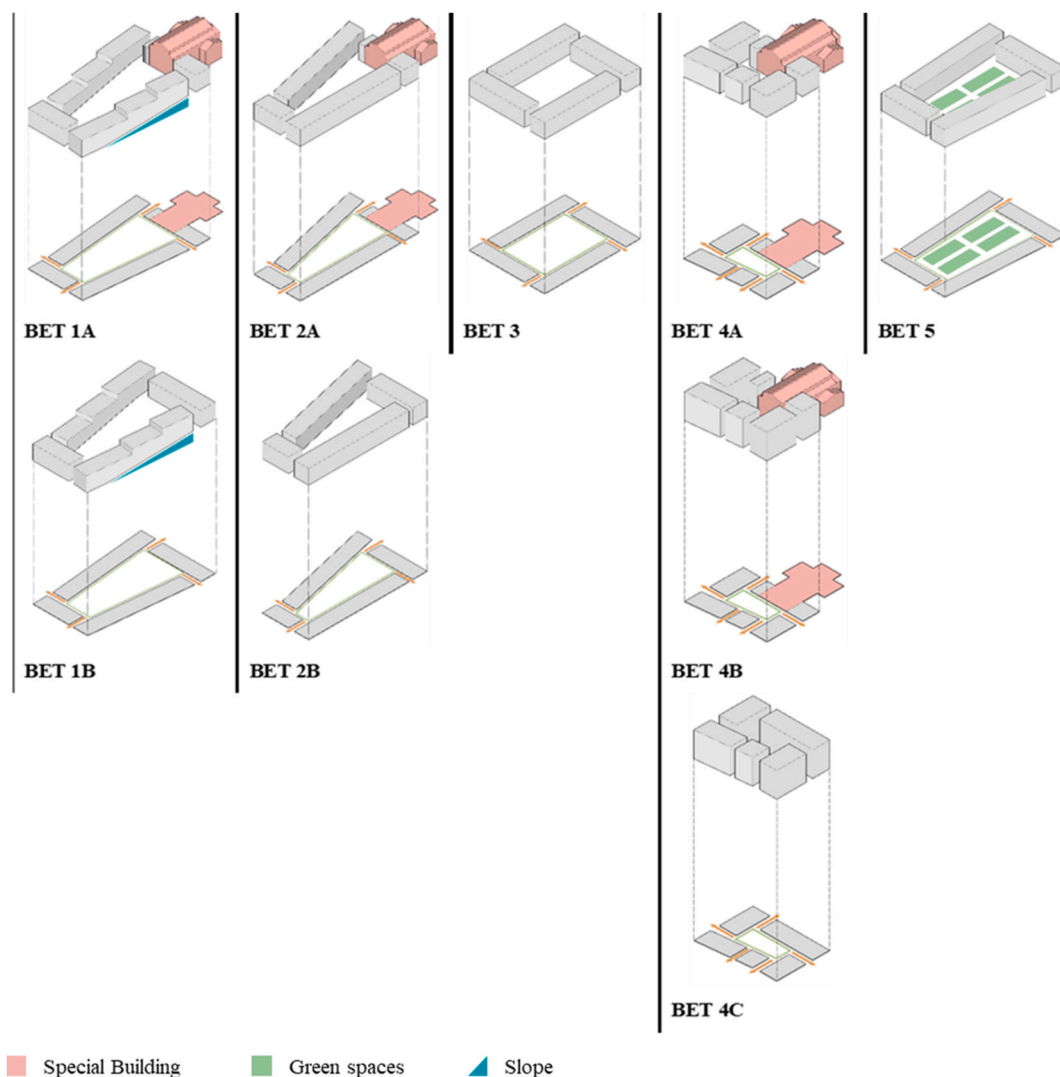 BET 1A
BET 2A
BET 3
BET 4A
BET 5
BET 1B
BET 2B
BET 4B
BET 4C
Special Building
Green spaces
Slope